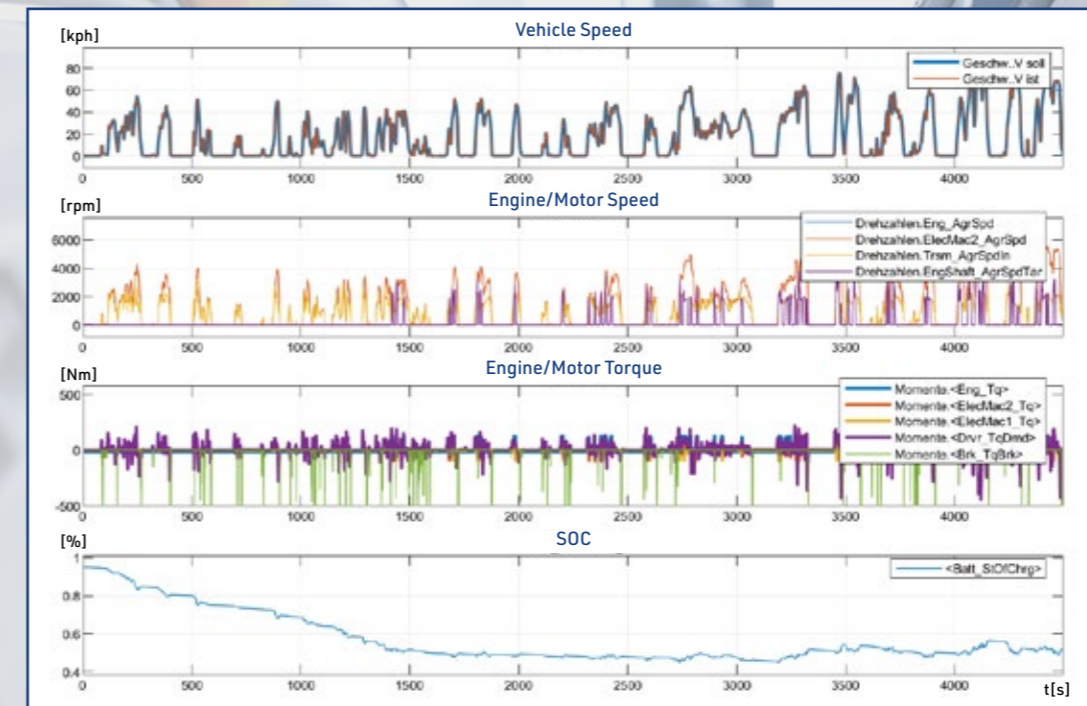 Vehicle Speed
[kph]
80
60
40
20
0
Geschw..V soll
Geschw..V ist
0 500 1000 1500 2000 2500 3000 3500 4000
Engine/Motor Speed
[rpm]
6000
4000
2000
0
Drehzahlen.Eng_AgrSpd
Drehzahlen.ElecMac2_AgrSpd
Drehzahlen.Trsm_AgrSpdIn
Drehzahlen.EngShaft_AgrSpdTar
0 500 1000 1500 2000 2500 3000 3500 4000
Engine/Motor Torque
[Nm]
500
0
-500
Momente.<Eng_Tq>
Momente.<ElecMac2_Tq>
Momente.<ElecMac1_Tq>
Momente.<Drvr_TqDmd>
Momente.<Brk_TqBrk>
0 500 1000 1500 2000 2500 3000 3500 4000
SOC
[%]
1
0.8
0.6
0.4
<Batt_StOfChrg>
0 500 1000 1500 2000 2500 3000 3500 4000
t[s]